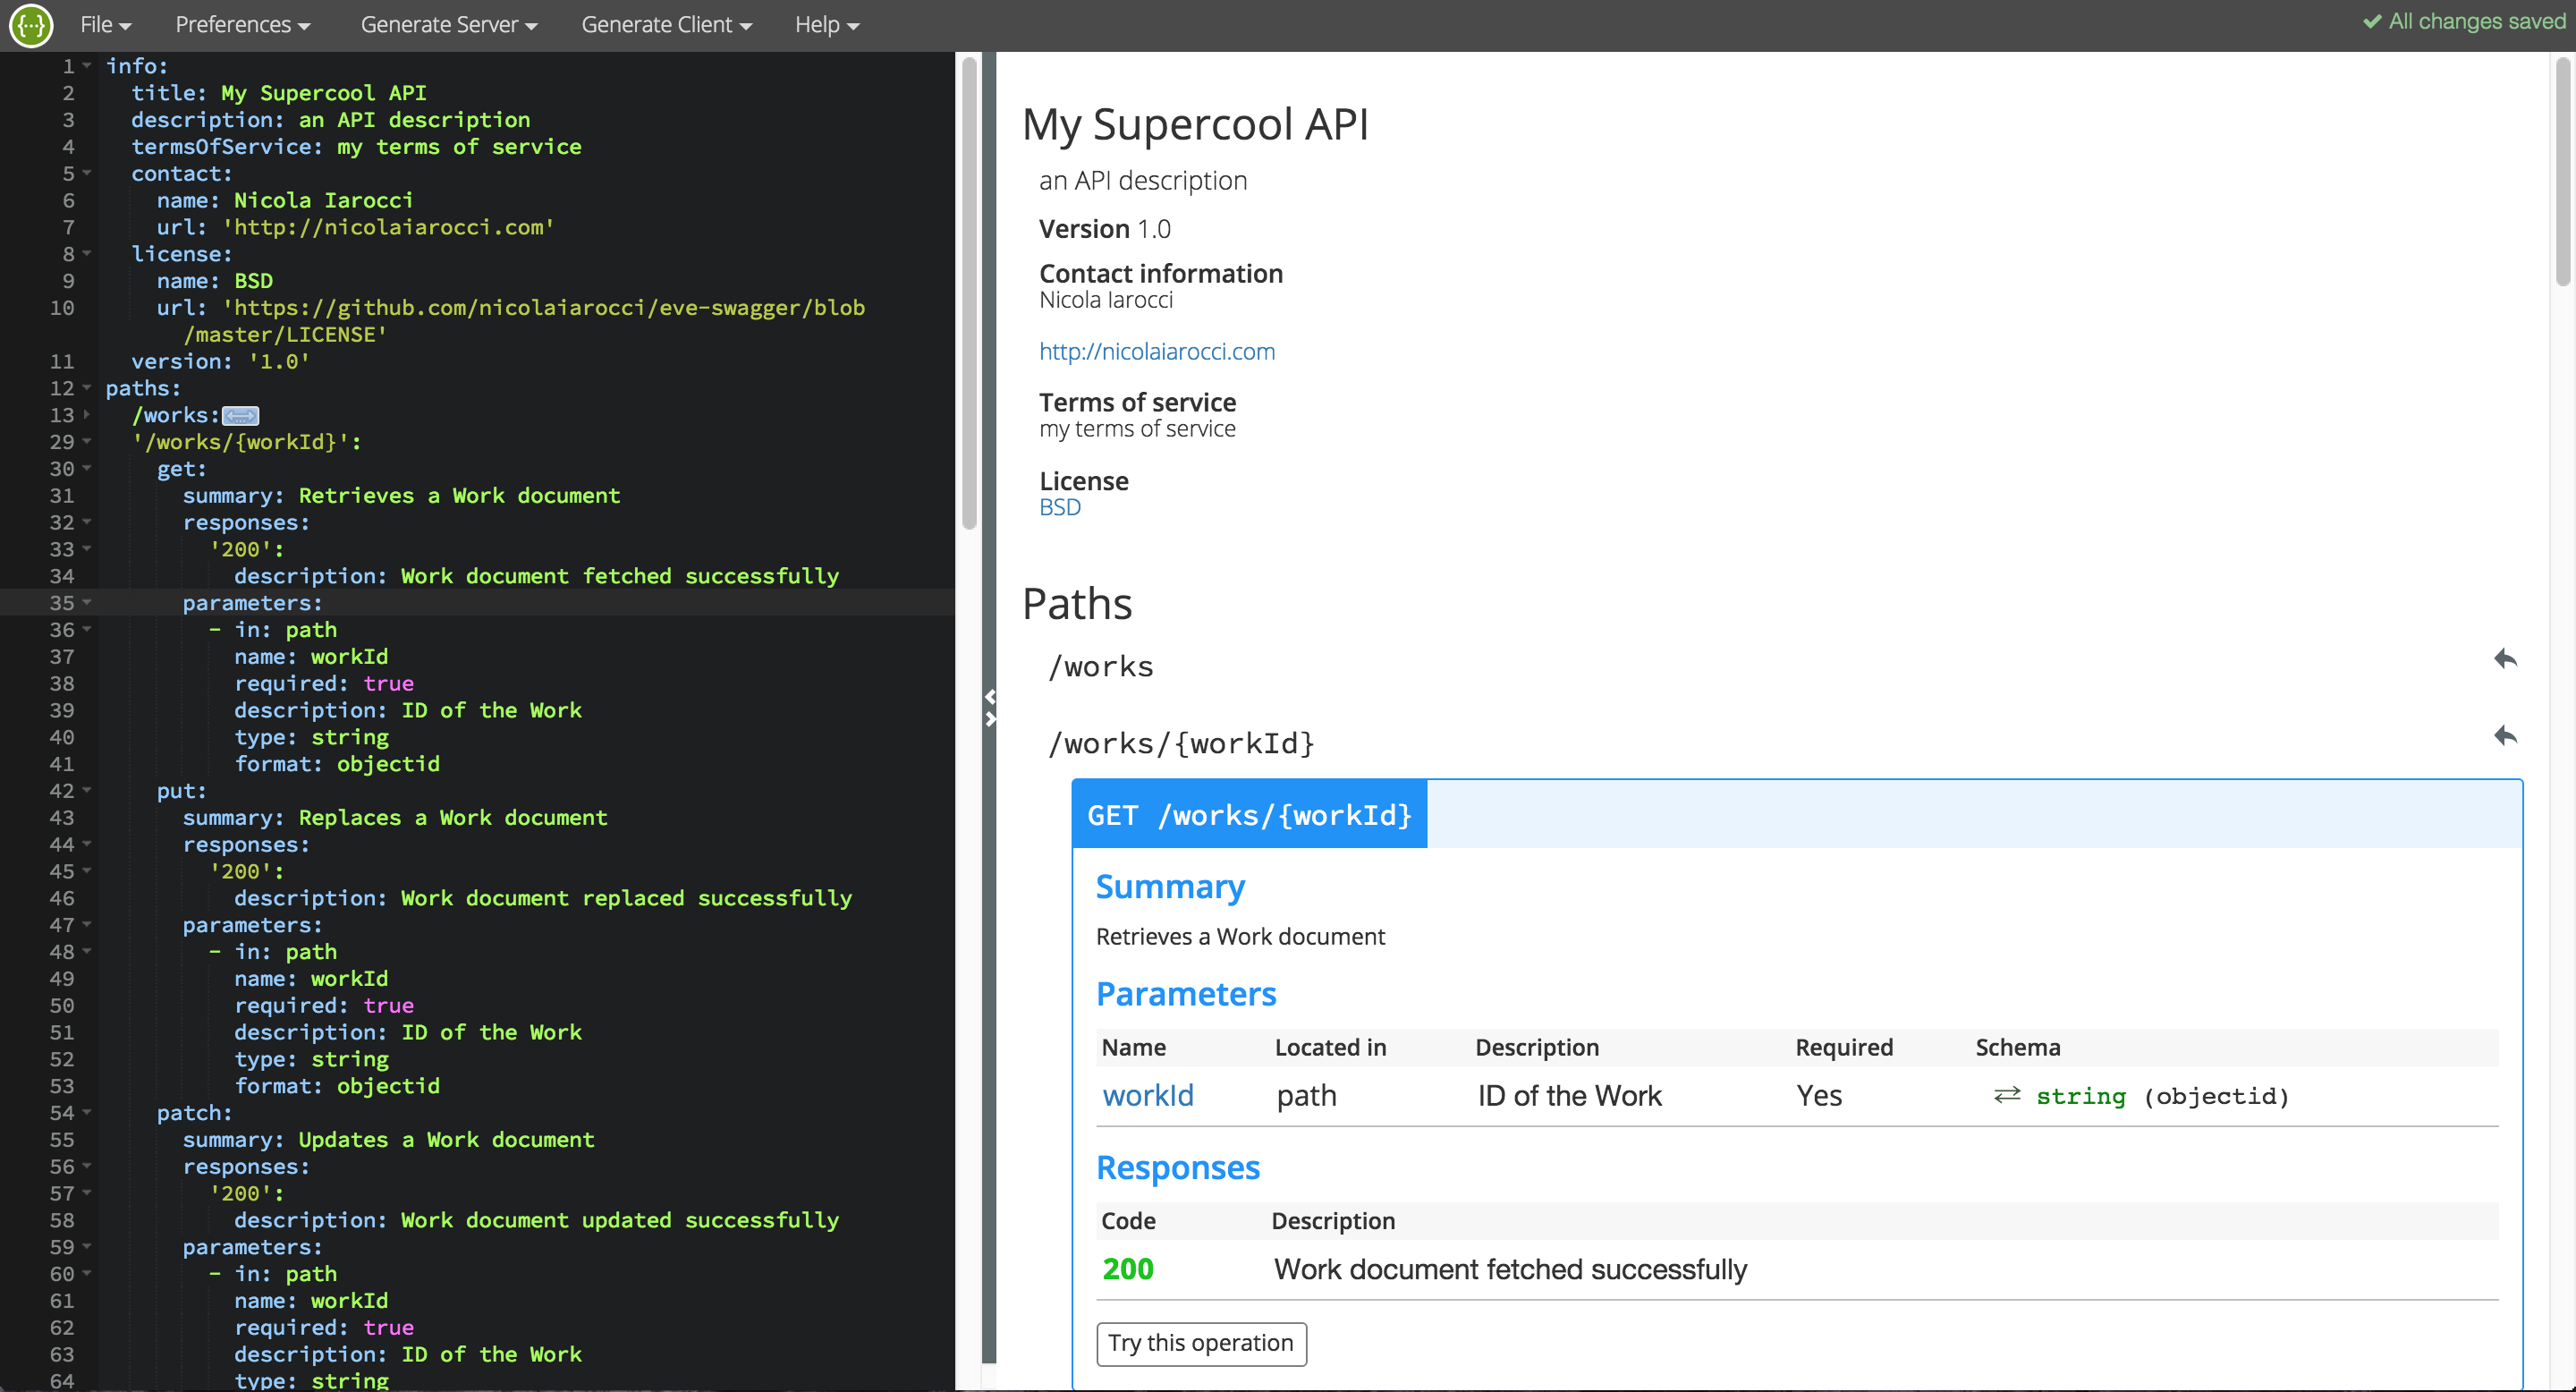 File Preferences Generate Server Generate Client Help All changes saved
1 info:
2 title: My Supercool API
3 description: an API description
4 termsOfService: my terms of service
5 contact:
6 name: Nicola Iarocci
7 url: 'http://nicolaiarocci.com'
8 license:
9 name: BSD
10 url: 'https://github.com/nicolaiarocci/eve-swagger/blob
/master/LICENSE'
11 version: '1.0'
12 paths:
13 /works:
29 '/works/{workId}':
30 get:
31 summary: Retrieves a Work document
32 responses:
33 '200':
34 description: Work document fetched successfully
35 parameters:
36 - in: path
37 name: workId
38 required: true
39 description: ID of the Work
40 type: string
41 format: objectid
42 put:
43 summary: Replaces a Work document
44 responses:
45 '200':
46 description: Work document replaced successfully
47 parameters:
48 - in: path
49 name: workId
50 required: true
51 description: ID of the Work
52 type: string
53 format: objectid
54 patch:
55 summary: Updates a Work document
56 responses:
57 '200':
58 description: Work document updated successfully
59 parameters:
60 - in: path
61 name: workId
62 required: true
63 description: ID of the Work
64 type: string
My Supercool API
an API description
Version 1.0
Contact information
Nicola Iarocci
http://nicolaiarocci.com
Terms of service
my terms of service
License
BSD
Paths
/works
/works/{workId}
GET /works/{workId}
Summary
Retrieves a Work document
Parameters
Name Located in Description Required Schema
workId path ID of the Work Yes ⇄ string (objectid)
Responses
Code Description
200 Work document fetched successfully
Try this operation